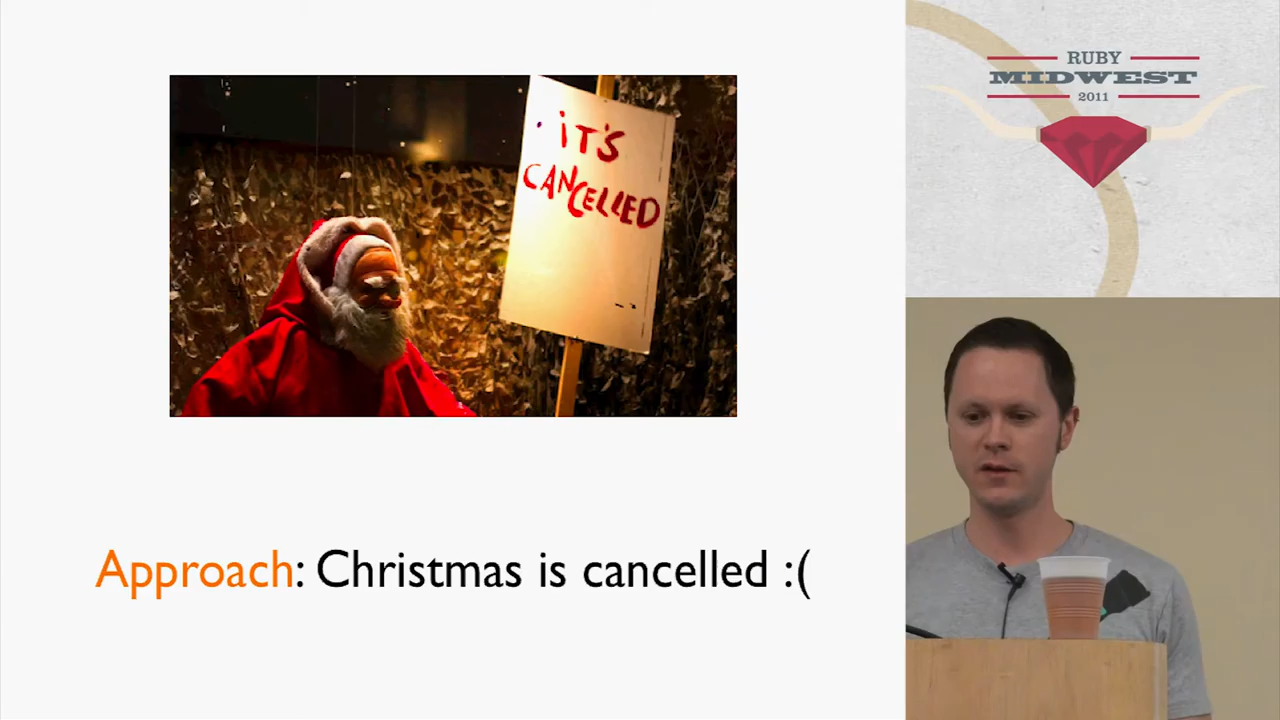 iT'S
CANCELLED
Approach: Christmas is cancelled :(
RUBY
MIDWEST
2011